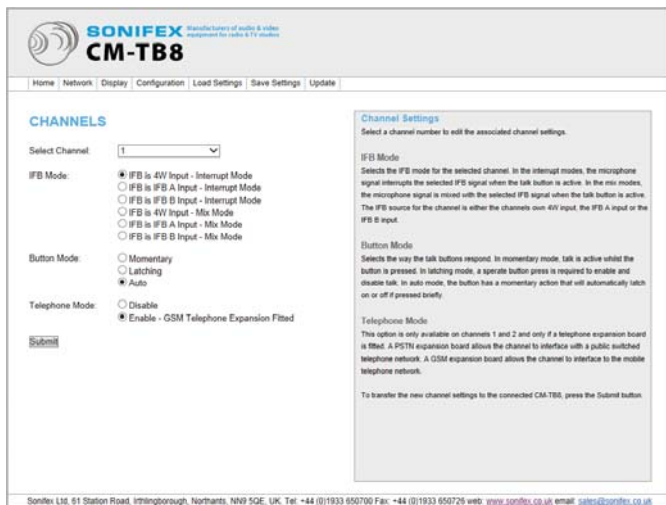 SONIFEX Manufacturers of audio & video
equipment for radio & TV studios
CM-TB8
Home Network Display Configuration Load Settings Save Settings Update
CHANNELS
Select Channel: 1
IFB Mode: IFB is 4W Input - Interrupt Mode
IFB is IFB A Input - Interrupt Mode
IFB is IFB B Input - Interrupt Mode
IFB is 4W Input - Mix Mode
IFB is IFB A Input - Mix Mode
IFB is IFB B Input - Mix Mode
Button Mode: Momentary
Latching
Auto
Telephone Mode: Disable
Enable - GSM Telephone Expansion Fitted
Submit
Channel Settings
Select a channel number to edit the associated channel settings.
IFB Mode
Selects the IFB mode for the selected channel. In the interrupt modes, the microphone
signal interrupts the selected IFB signal when the talk button is active. In the mix modes,
the microphone signal is mixed with the selected IFB signal when the talk button is active.
The IFB source for the channel is either the channels own 4W input, the IFB A input or the
IFB B input.
Button Mode
Selects the way the talk buttons respond. In momentary mode, talk is active whilst the
button is pressed. In latching mode, a sperate button press is required to enable and
disable talk. In auto mode, the button has a momentary action that will automatically latch
on or off if pressed briefly.
Telephone Mode
This option is only available on channels 1 and 2 and only if a telephone expansion board
is fitted. A PSTN expansion board allows the channel to interface with a public switched
telephone network. A GSM expansion board allows the channel to interface to the mobile
telephone network.
To transfer the new channel settings to the connected CM-TB8, press the Submit button.
Sonifex Ltd, 61 Station Road, Irthlingborough, Northants, NN9 5QE, UK. Tel: +44 (0)1933 650700 Fax: +44 (0)1933 650726 web: www.sonifex.co.uk email: sales@sonifex.co.uk